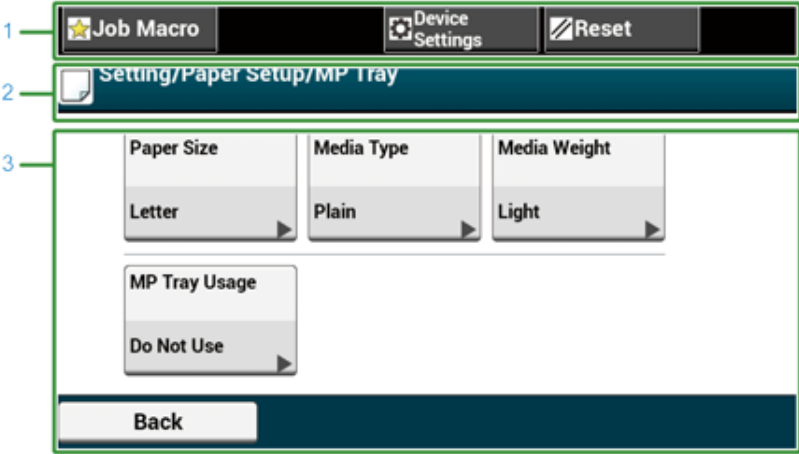 1
Job Macro
Device
Settings
Reset
2
Setting/Paper Setup/MP Tray
3
Paper Size
Media Type
Media Weight
Letter
Plain
Light
MP Tray Usage
Do Not Use
Back